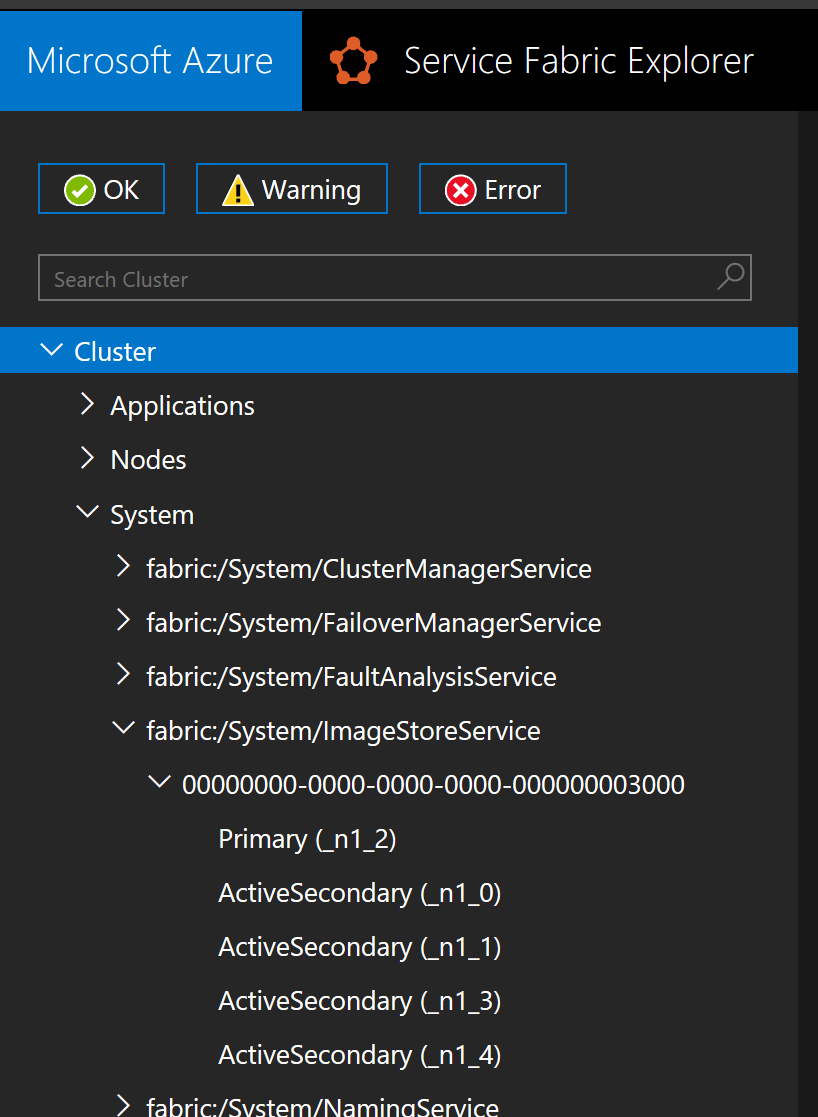 Microsoft Azure Service Fabric Explorer
OK Warning Error
Search Cluster
Cluster
Applications
Nodes
System
fabric:/System/ClusterManagerService
fabric:/System/FailoverManagerService
fabric:/System/FaultAnalysisService
fabric:/System/ImageStoreService
00000000-0000-0000-0000-000000003000
Primary (_n1_2)
ActiveSecondary (_n1_0)
ActiveSecondary (_n1_1)
ActiveSecondary (_n1_3)
ActiveSecondary (_n1_4)
fabric:/System/NamingService